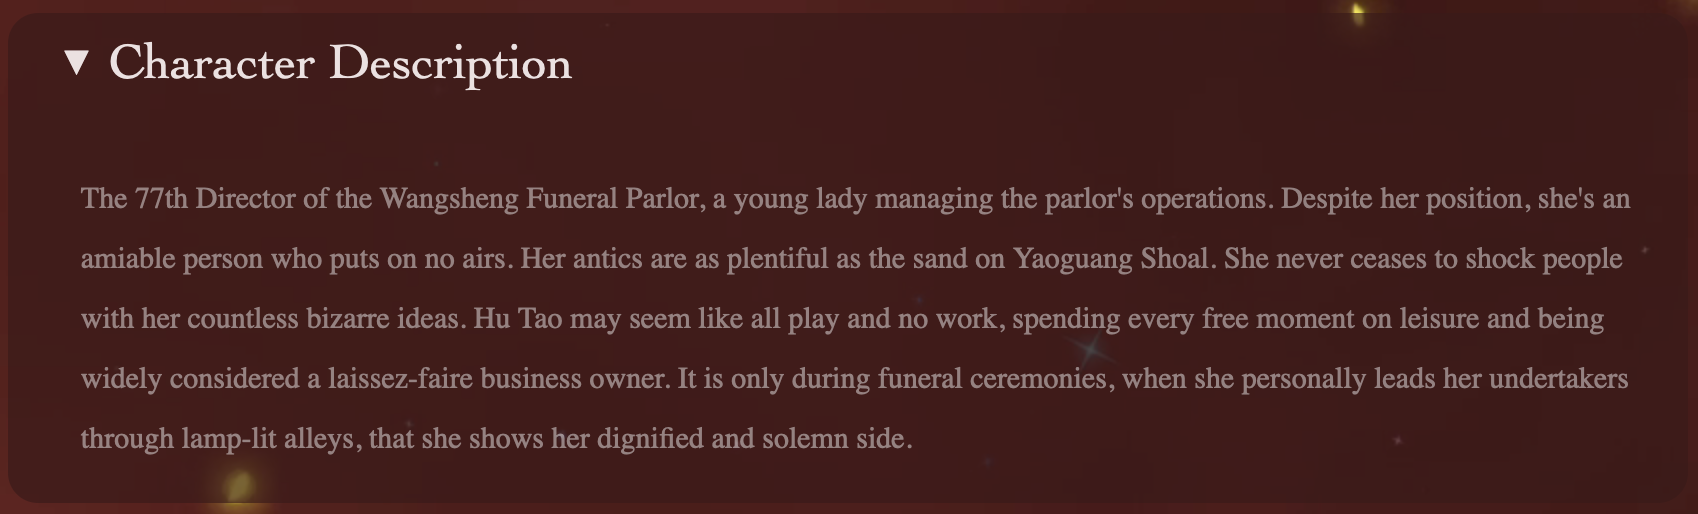 ▼ Character Description
The 77th Director of the Wangsheng Funeral Parlor, a young lady managing the parlor's operations. Despite her position, she's an
amiable person who puts on no airs. Her antics are as plentiful as the sand on Yaoguang Shoal. She never ceases to shock people
with her countless bizarre ideas. Hu Tao may seem like all play and no work, spending every free moment on leisure and being
widely considered a laissez-faire business owner. It is only during funeral ceremonies, when she personally leads her undertakers
through lamp-lit alleys, that she shows her dignified and solemn side.